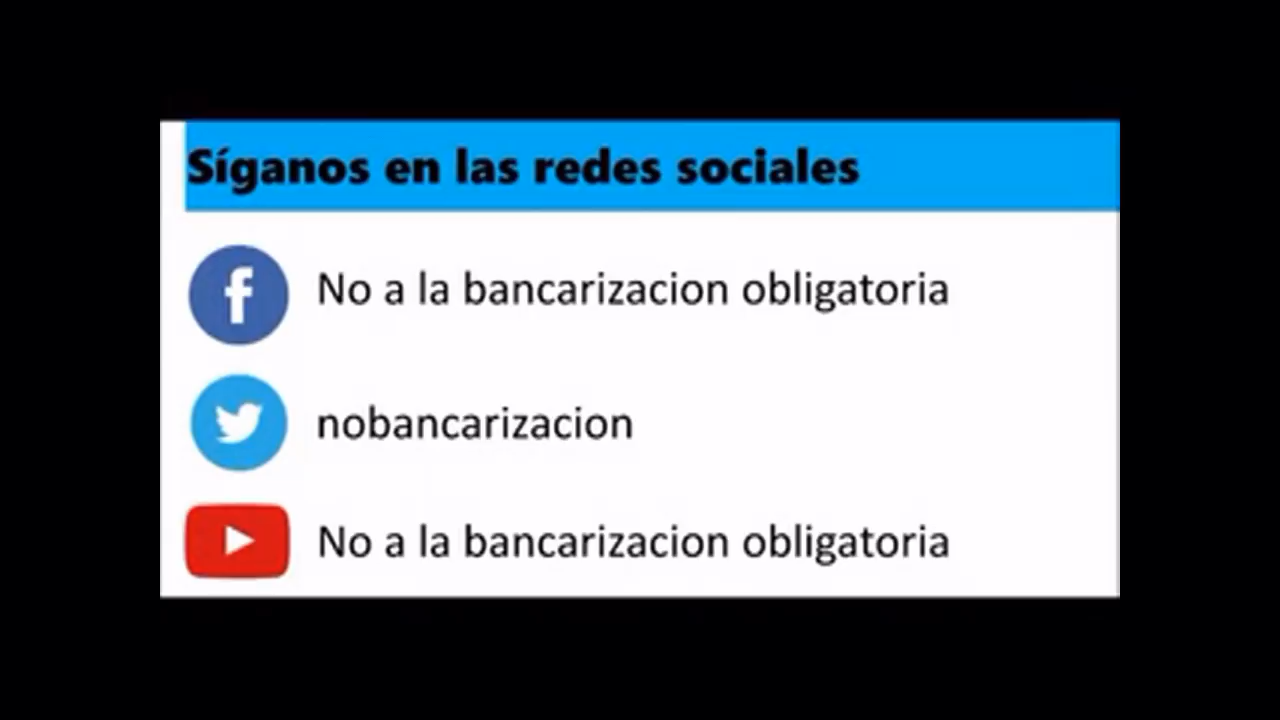 Síganos en las redes sociales
No a la bancarizacion obligatoria
nobancarizacion
No a la bancarizacion obligatoria